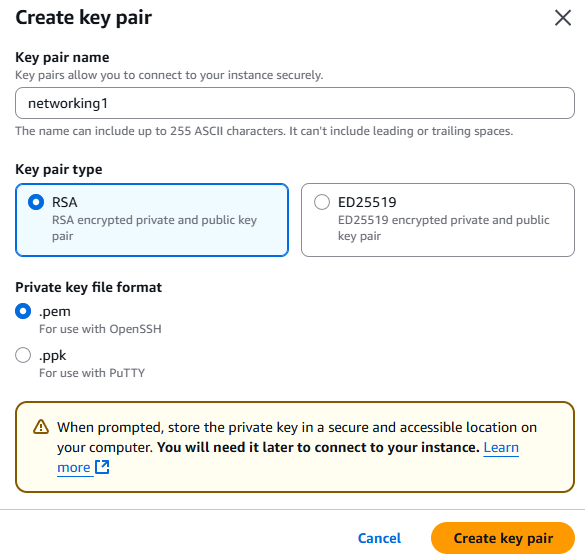 Create key pair
Key pair name
Key pairs allow you to connect to your instance securely.
networking1
The name can include up to 255 ASCII characters. It can't include leading or trailing spaces.
Key pair type
RSA
RSA encrypted private and public key
pair
ED25519
ED25519 encrypted private and public
key pair
Private key file format
.pem
For use with OpenSSH
.ppk
For use with PuTTY
When prompted, store the private key in a secure and accessible location on
your computer. You will need it later to connect to your instance. Learn
more
Cancel
Create key pair